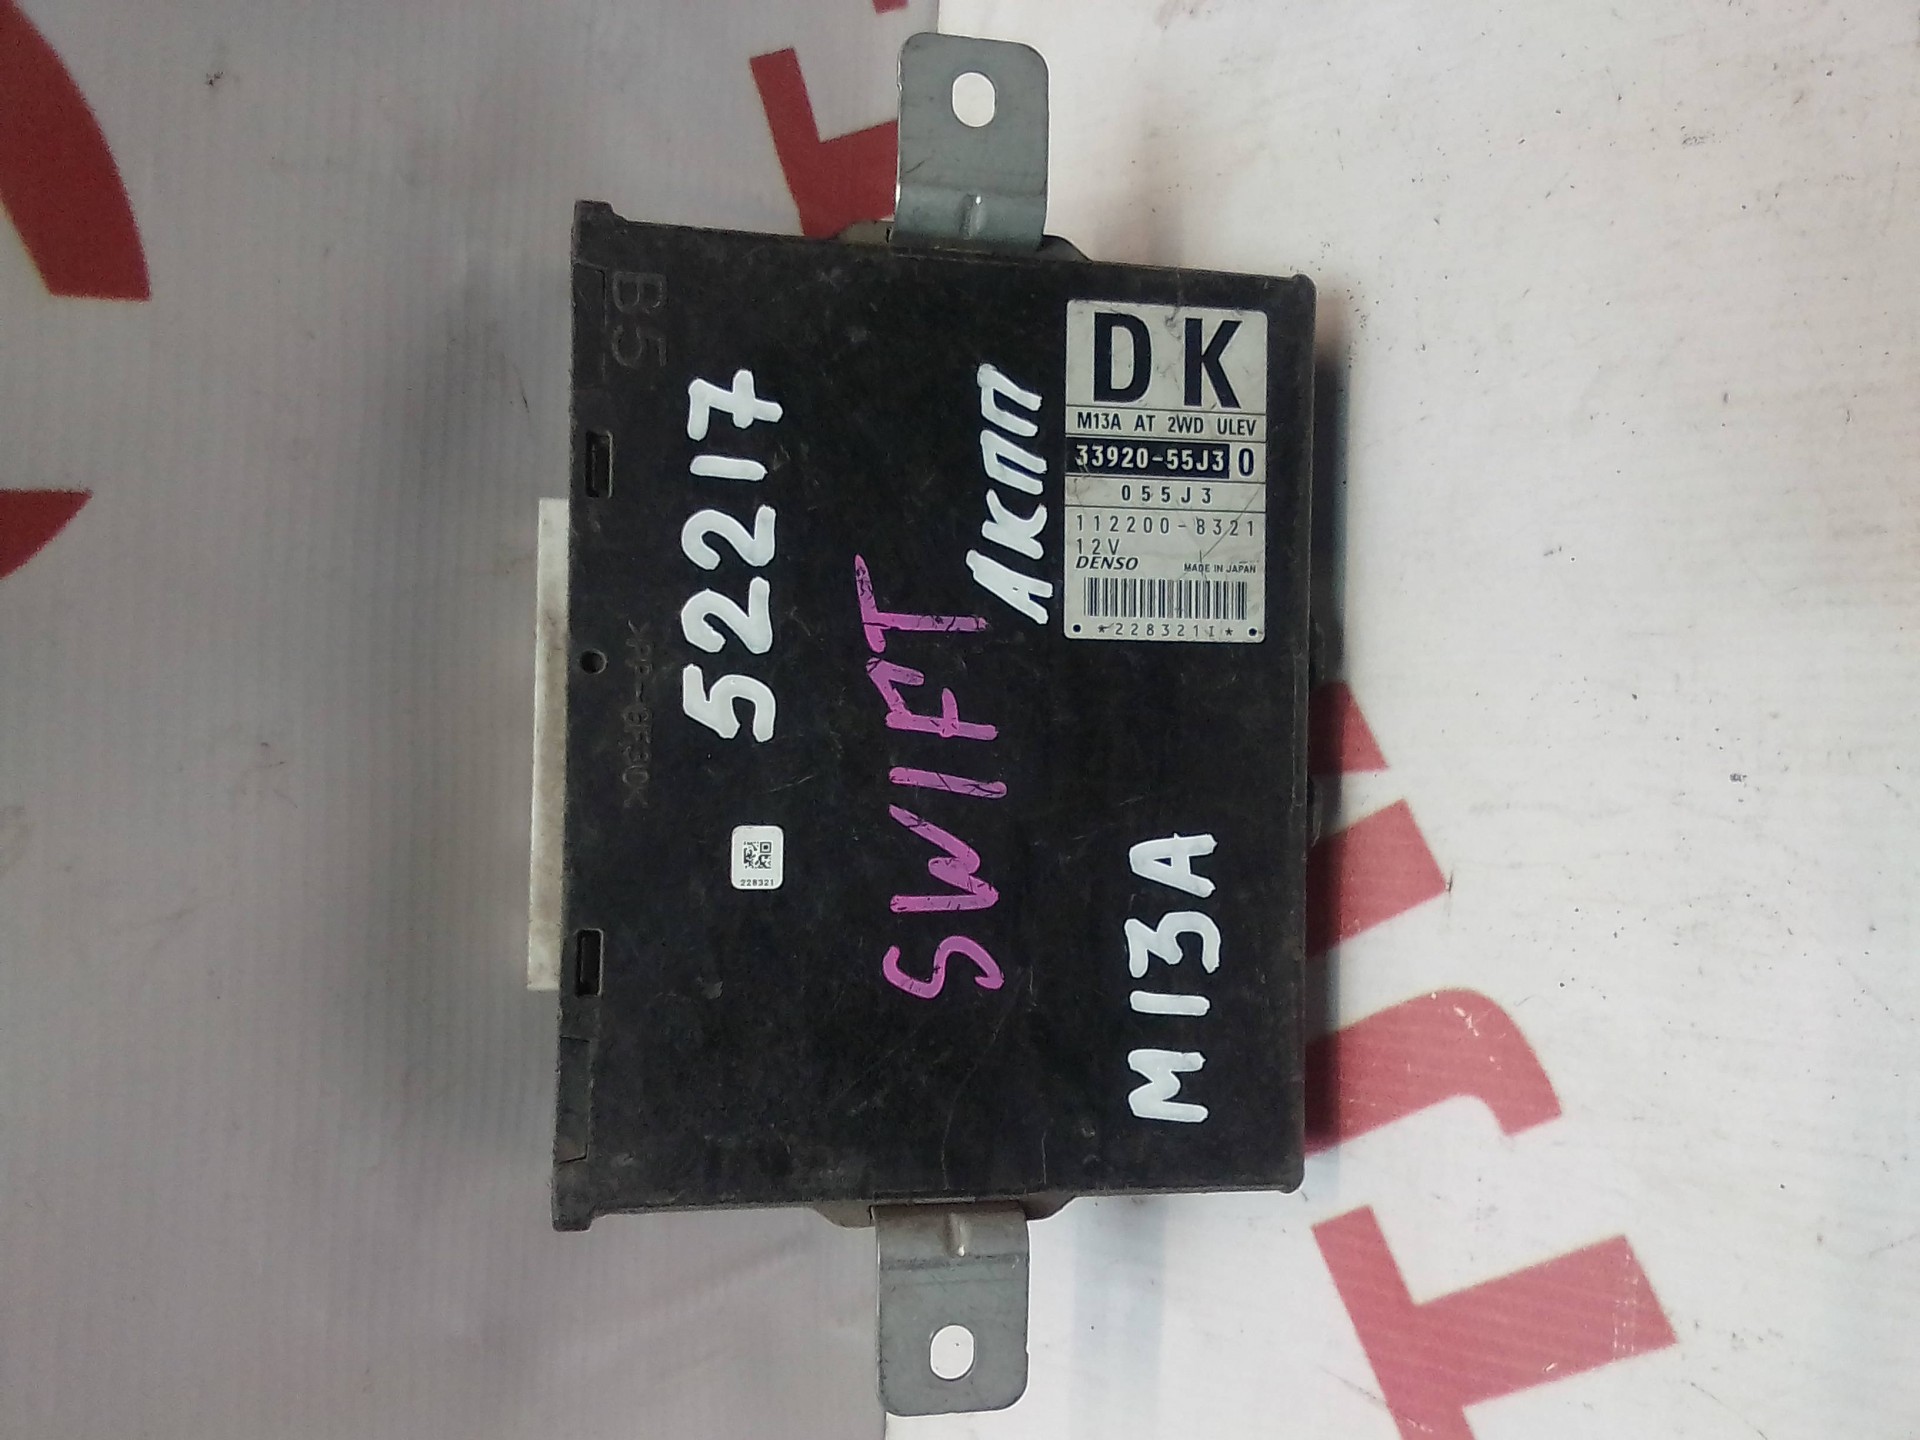 B5
52217
SWIFT
АКПП
M13A
228321
DK
M13A AT 2WD ULEV
33920-55J3 0
055J3
112200-8321
12V
DENSO MADE IN JAPAN
*228321I*